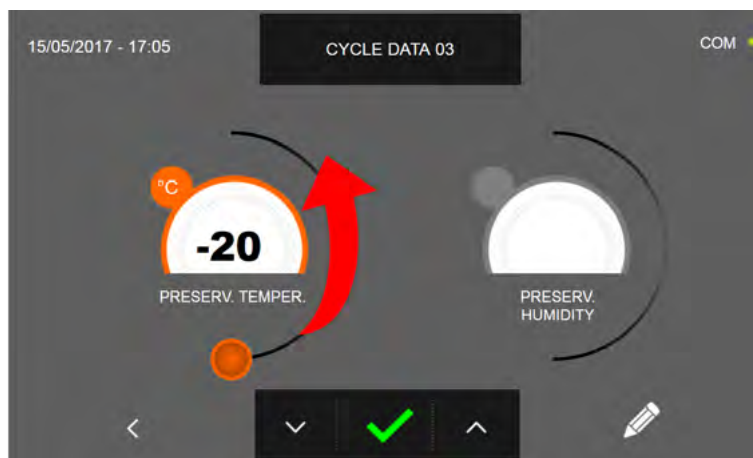 15/05/2017 - 17:05
CYCLE DATA 03
COM
°C
-20
PRESERV. TEMPER.
PRESERV.
HUMIDITY